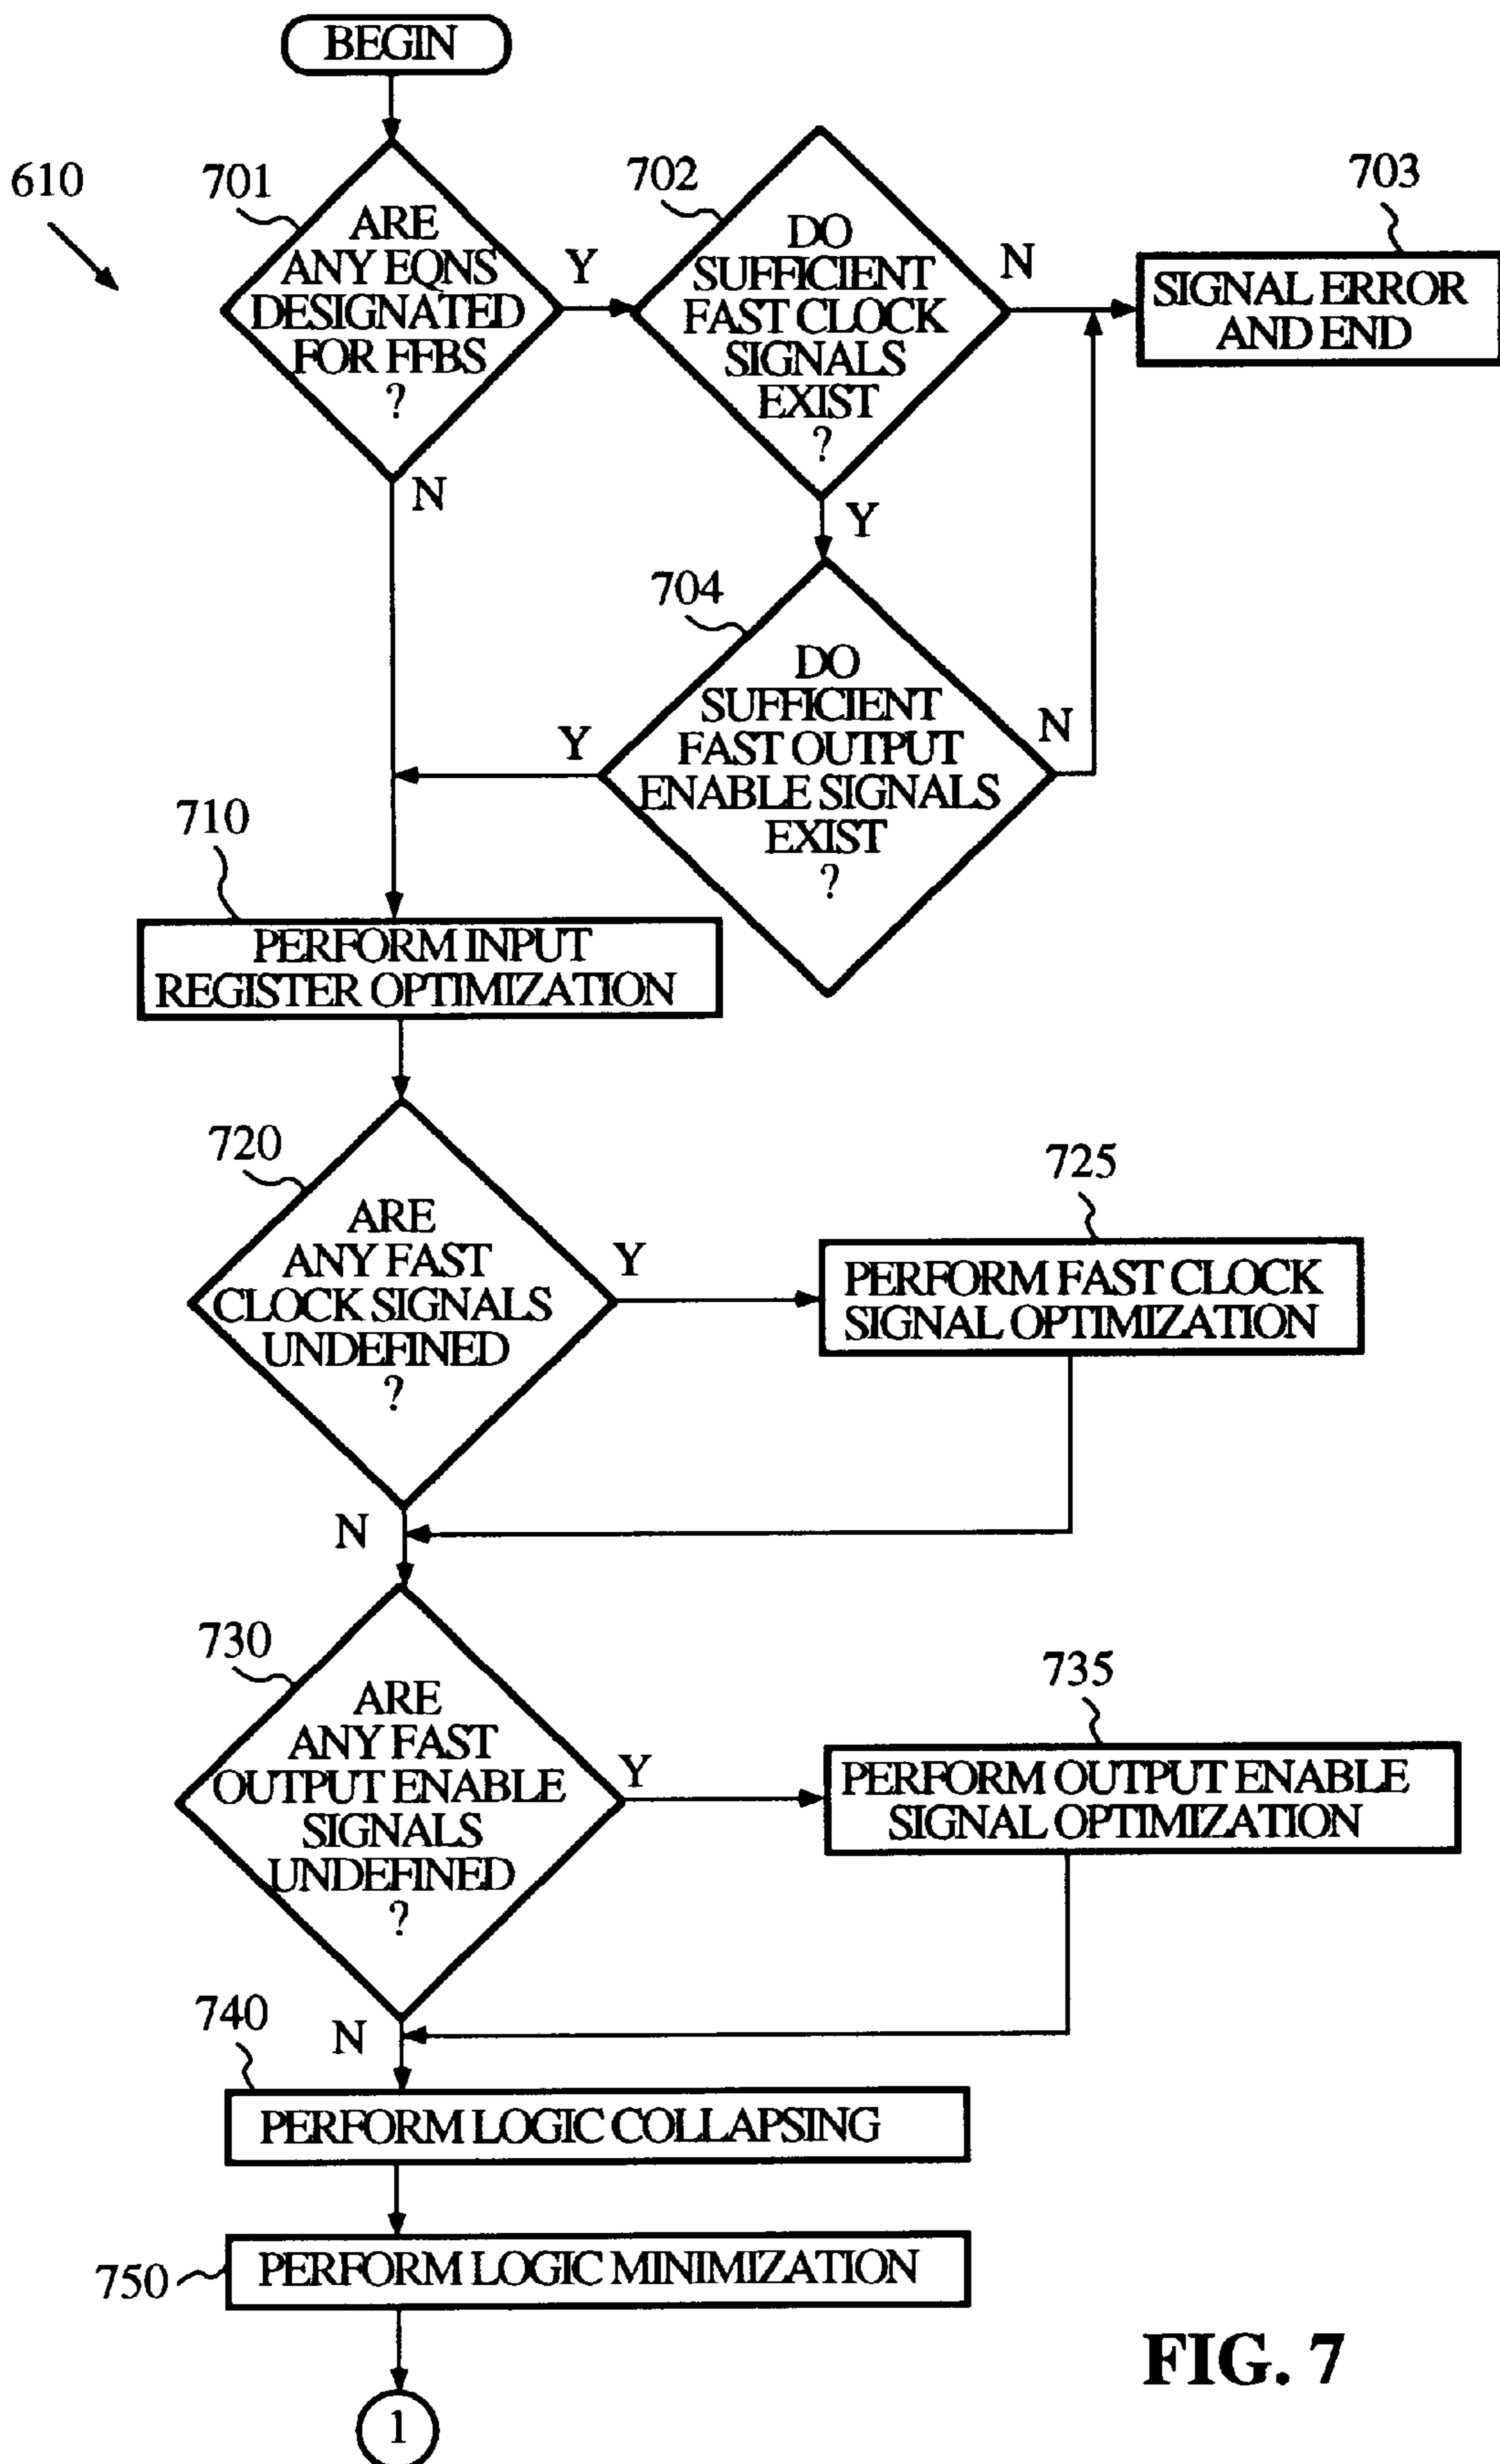 BEGIN
610
701
ARE
ANY EQNS
DESIGNATED
FOR FFBS
?
Y
N
702
DO
SUFFICIENT
FAST CLOCK
SIGNALS
EXIST
?
N
Y
703
SIGNAL ERROR
AND END
704
DO
SUFFICIENT
FAST OUTPUT
ENABLE SIGNALS
EXIST
?
Y
N
710
PERFORM INPUT
REGISTER OPTIMIZATION
720
ARE
ANY FAST
CLOCK SIGNALS
UNDEFINED
?
Y
N
725
PERFORM FAST CLOCK
SIGNAL OPTIMIZATION
730
ARE
ANY FAST
OUTPUT ENABLE
SIGNALS
UNDEFINED
?
Y
N
735
PERFORM OUTPUT ENABLE
SIGNAL OPTIMIZATION
740
PERFORM LOGIC COLLAPSING
750
PERFORM LOGIC MINIMIZATION
1
FIG. 7